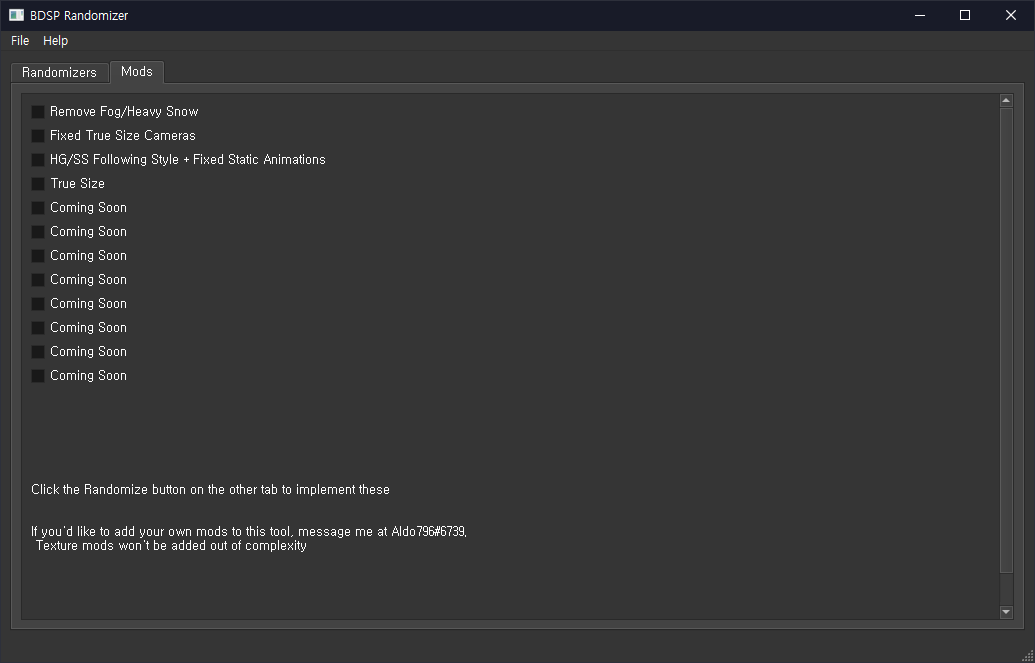 BDSP Randomizer
File Help
Randomizers Mods
Remove Fog/Heavy Snow
Fixed True Size Cameras
HG/SS Following Style + Fixed Static Animations
True Size
Coming Soon
Coming Soon
Coming Soon
Coming Soon
Coming Soon
Coming Soon
Coming Soon
Coming Soon
Click the Randomize button on the other tab to implement these
If you'd like to add your own mods to this tool, message me at Aldo796#6739,
Texture mods won't be added out of complexity